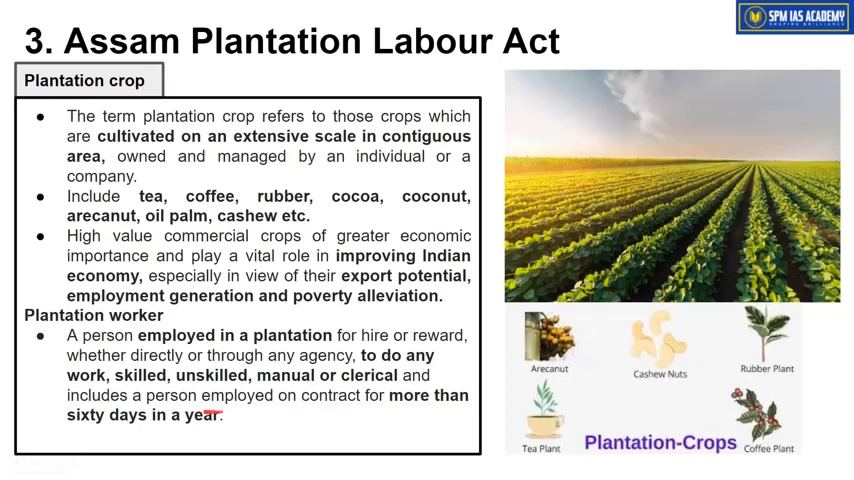 SPM IAS ACADEMY
SHAPING BRILLIANCE
3. Assam Plantation Labour Act
Plantation crop
● The term plantation crop refers to those crops which
are cultivated on an extensive scale in contiguous
area, owned and managed by an individual or a
company.
● Include tea, coffee, rubber, cocoa, coconut,
arecanut, oil palm, cashew etc.
● High value commercial crops of greater economic
importance and play a vital role in improving Indian
economy, especially in view of their export potential,
employment generation and poverty alleviation.
Plantation worker
● A person employed in a plantation for hire or reward,
whether directly or through any agency, to do any
work, skilled, unskilled, manual or clerical and
includes a person employed on contract for more than
sixty days in a year.
Arecanut
Cashew Nuts
Rubber Plant
Tea Plant
Plantation-Crops
Coffee Plant